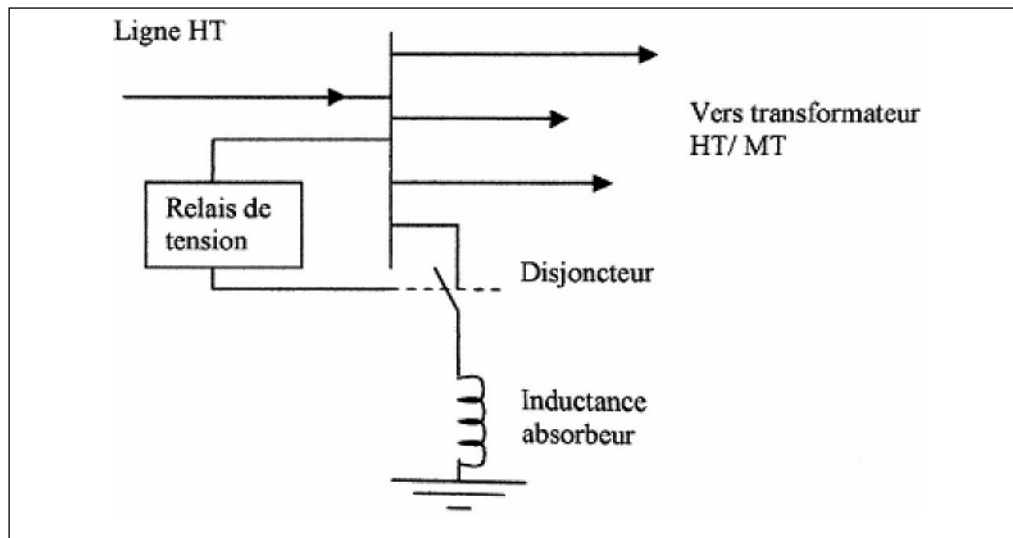 Ligne HT
Vers transformateur
HT/ MT
Relais de
tension
Disjoncteur
Inductance
absorbeur